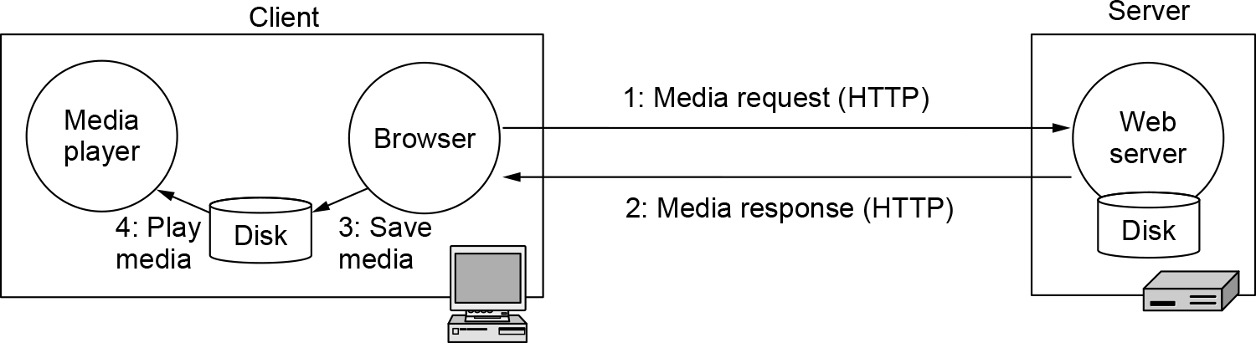 Client
Server
Media
player
Browser
1: Media request (HTTP)
Web
server
2: Media response (HTTP)
4: Play
media
Disk
3: Save
media
Disk